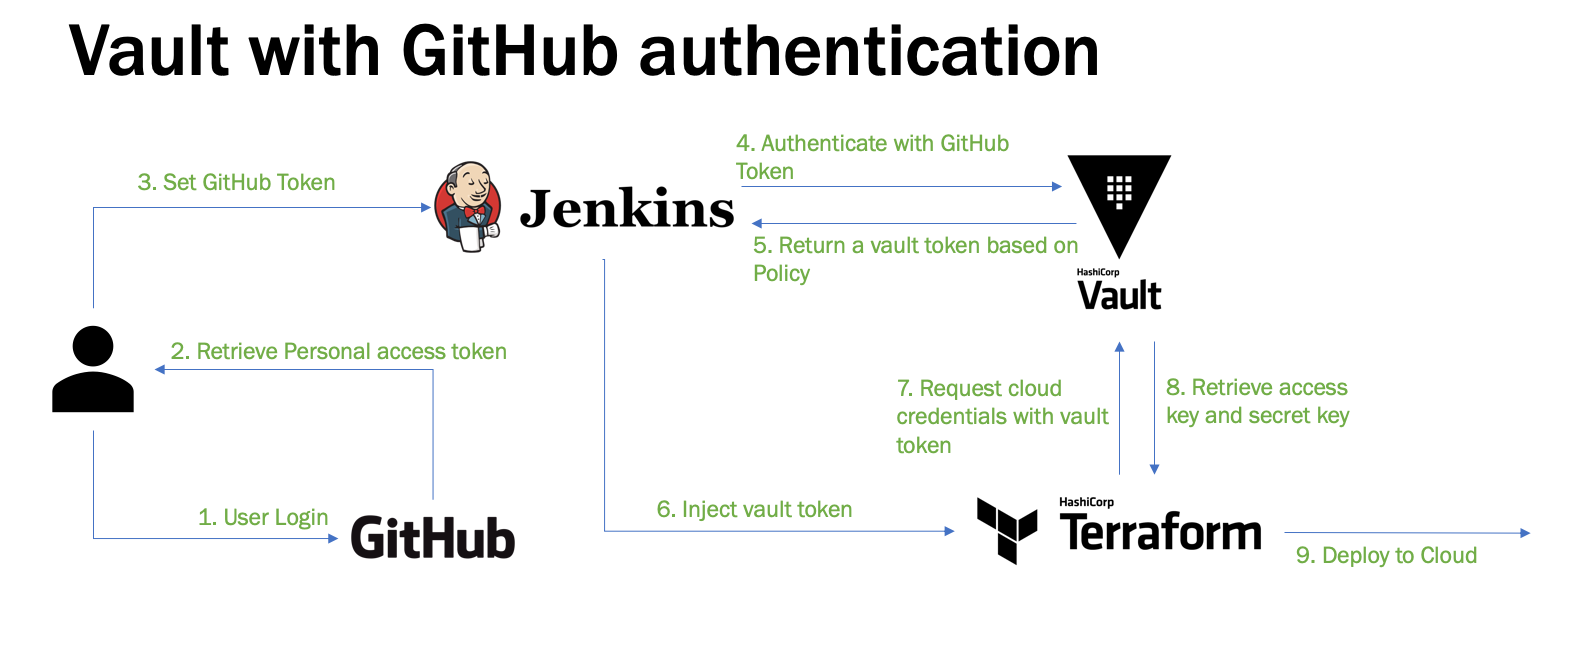 Vault with GitHub authentication
4. Authenticate with GitHub
Token
3. Set GitHub Token
Jenkins
5. Return a vault token based on
Policy
HashiCorp
Vault
2. Retrieve Personal access token
7. Request cloud
credentials with vault
token
8. Retrieve access
key and secret key
1. User Login
GitHub
6. Inject vault token
HashiCorp
Terraform
9. Deploy to Cloud